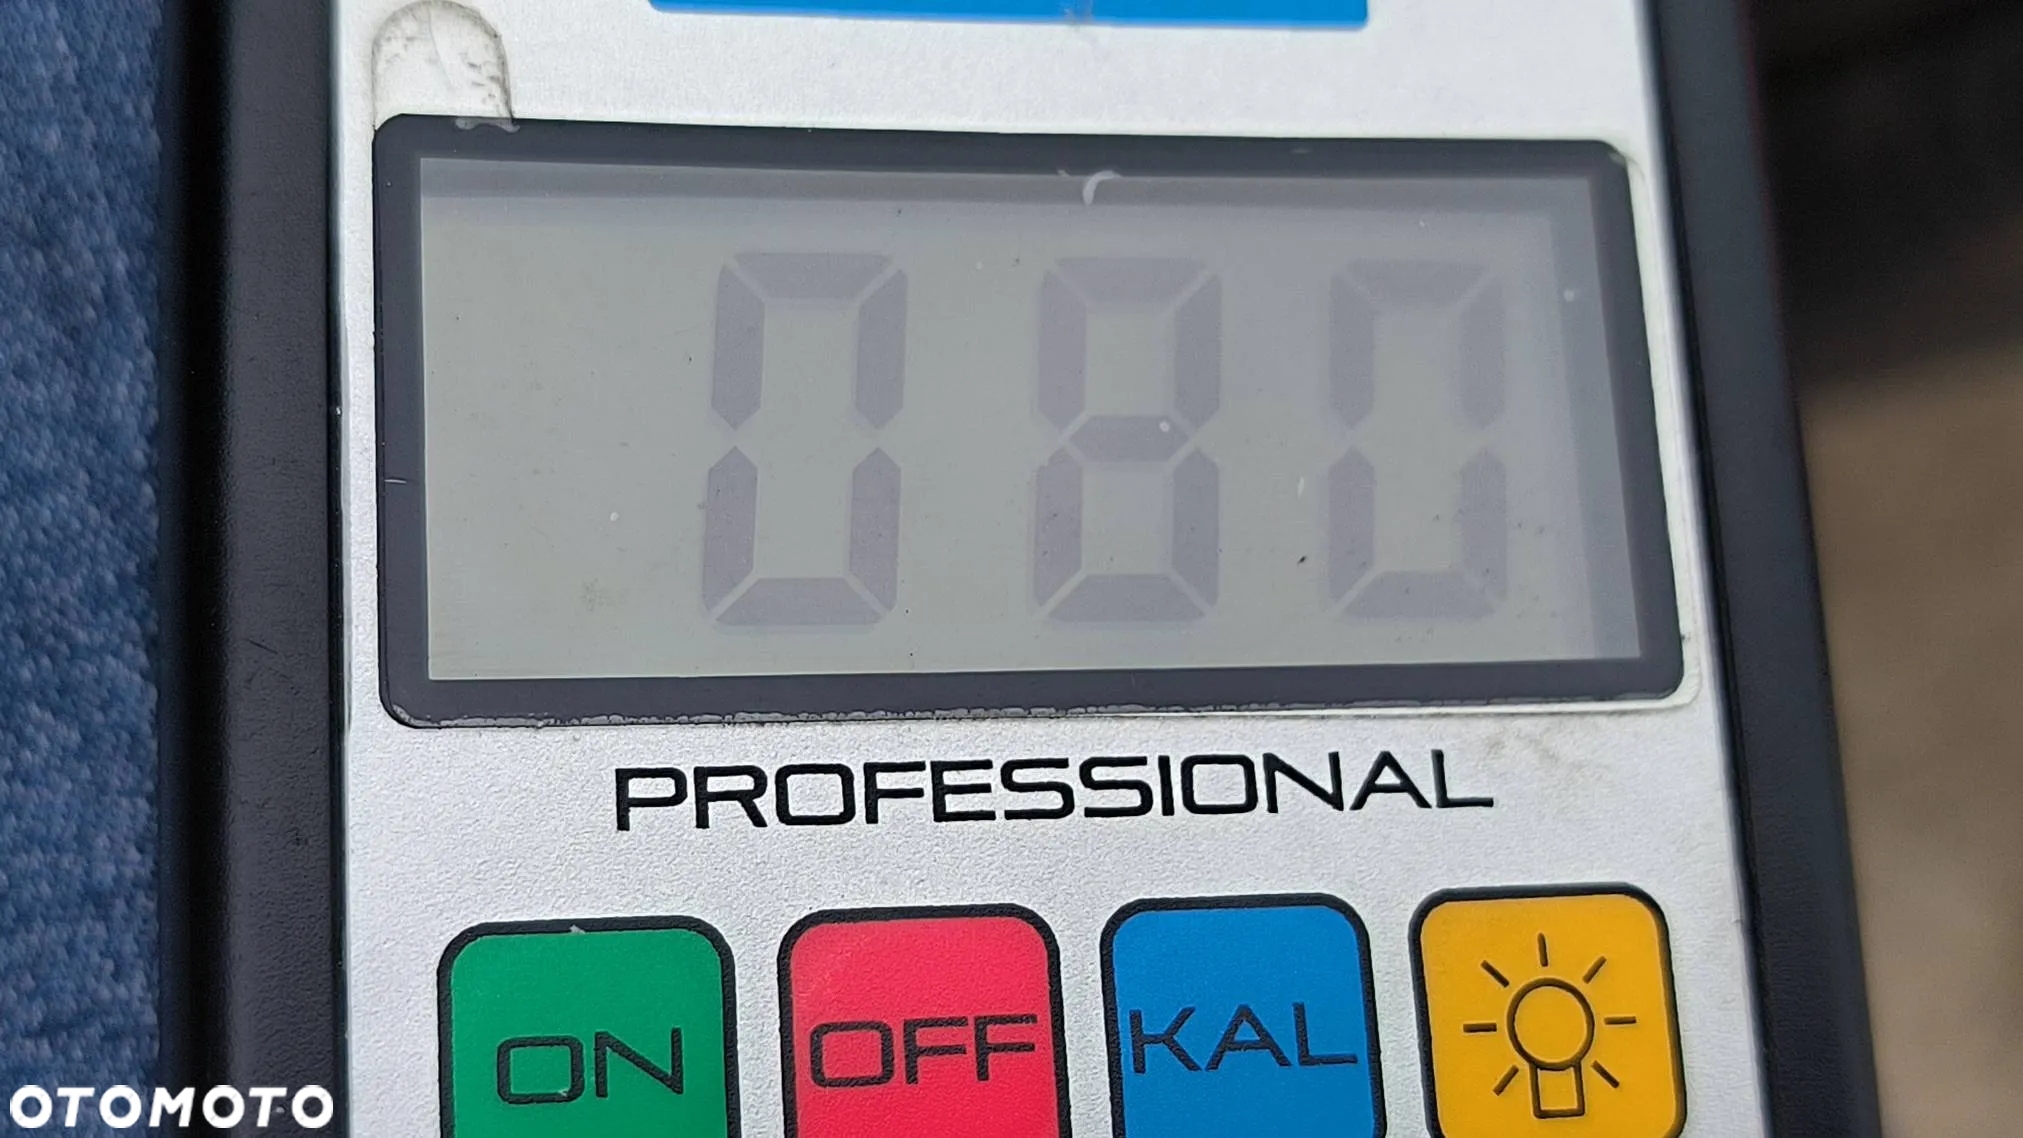 080
PROFESSIONAL
ON OFF KAL
OTOMOTO